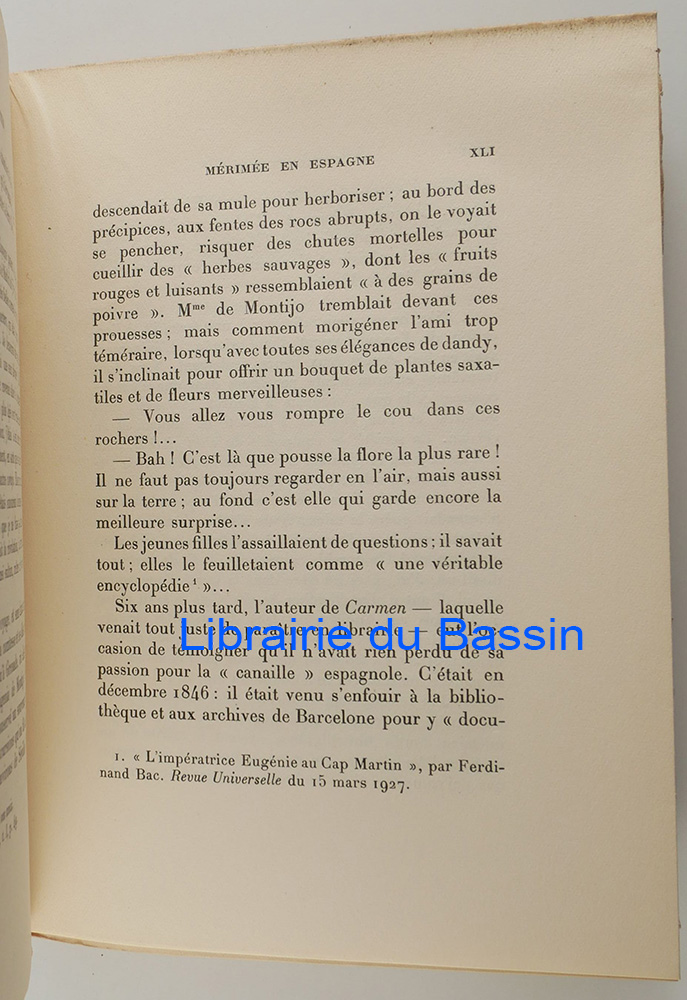 MÉRIMÉE EN ESPAGNE XLI
descendait de sa mule pour herboriser ; au bord des
précipices, aux fentes des rocs abrupts, on le voyait
se pencher, risquer des chutes mortelles pour
cueillir des « herbes sauvages », dont les « fruits
rouges et luisants » ressemblaient « à des grains de
poivre ». Mme de Montijo tremblait devant ces
prouesses ; mais comment morigéner l'ami trop
téméraire, lorsqu'avec toutes ses élégances de dandy,
il s'inclinait pour offrir un bouquet de plantes saxa-
tiles et de fleurs merveilleuses :
— Vous allez vous rompre le cou dans ces
rochers !...
— Bah ! C'est là que pousse la flore la plus rare !
Il ne faut pas toujours regarder en l'air, mais aussi
sur la terre ; au fond c'est elle qui garde encore la
meilleure surprise...
Les jeunes filles l'assaillaient de questions ; il savait
tout ; elles le feuilletaient comme « une véritable
encyclopédie¹ »...
Six ans plus tard, l'auteur de Carmen — laquelle
venait tout juste de paraître en librairie — eut l'oc-
casion de témoigner qu'il n'avait rien perdu de sa
passion pour la « canaille » espagnole. C'était en
décembre 1846 : il était venu s'enfouir à la biblio-
thèque et aux archives de Barcelone pour y « docu-
1. « L'impératrice Eugénie au Cap Martin », par Ferdi-
nand Bac. Revue Universelle du 15 mars 1927.
Librairie du Bassin